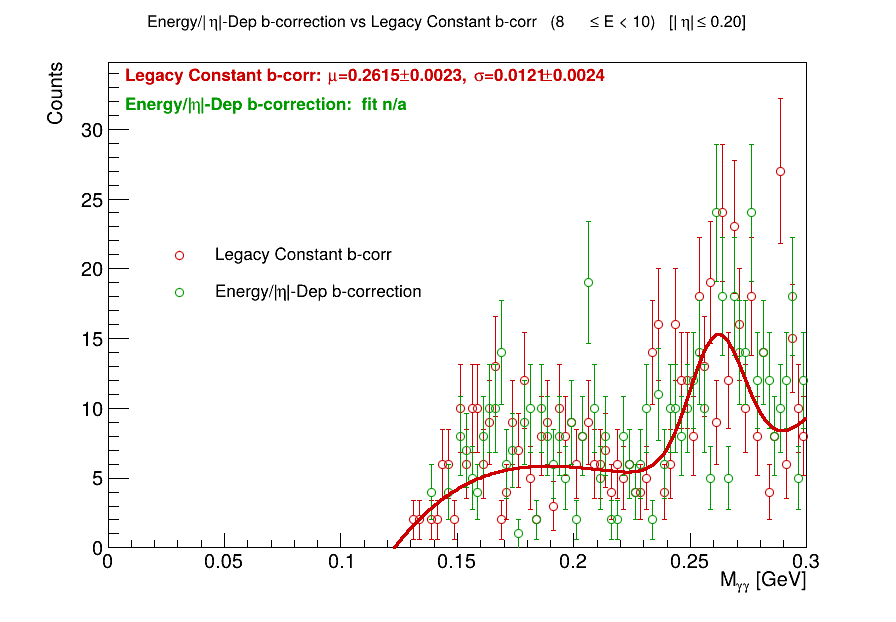 Energy/|η|-Dep b-correction vs Legacy Constant b-corr (8 ≤ E < 10) [|η| ≤ 0.20]
Counts
Legacy Constant b-corr: μ=0.2615±0.0023, σ=0.0121±0.0024
Energy/|η|-Dep b-correction: fit n/a
30
25
20
15
10
5
0
Legacy Constant b-corr
Energy/|η|-Dep b-correction
0 0.05 0.1 0.15 0.2 0.25 0.3
M_γγ [GeV]